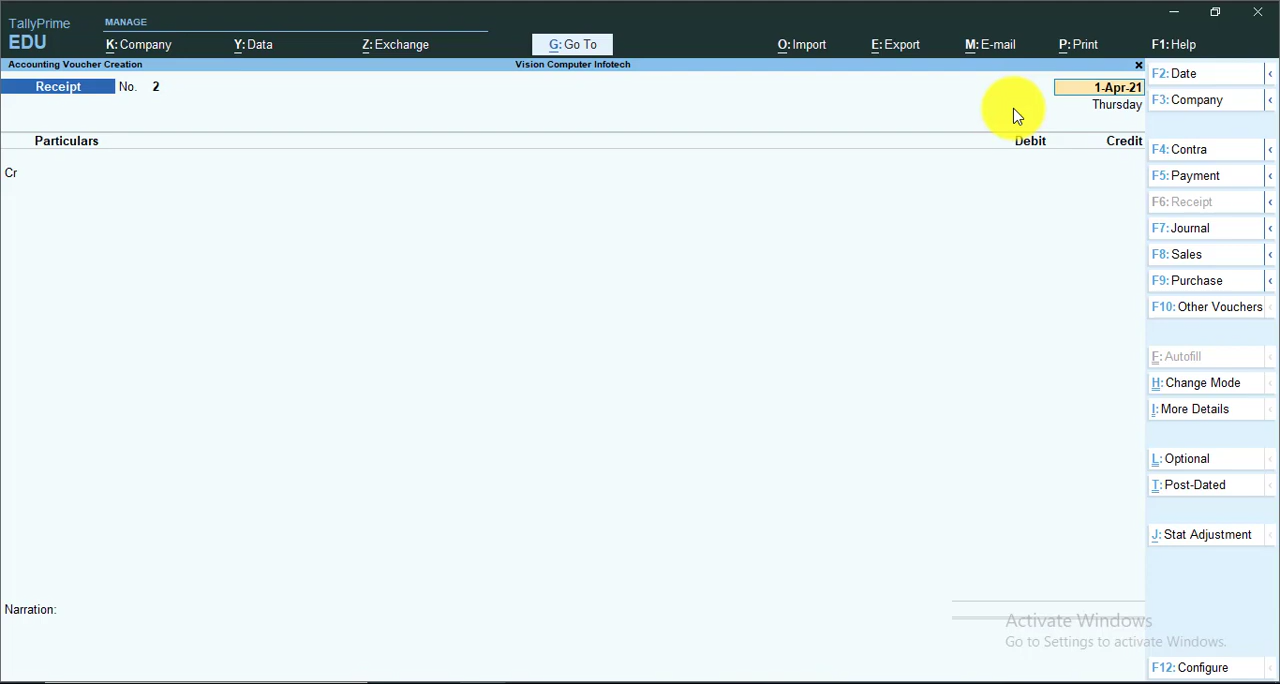 TallyPrime
EDU
MANAGE
K: Company Y: Data Z: Exchange G: Go To O: Import E: Export M: E-mail P: Print F1: Help
Accounting Voucher Creation Vision Computer Infotech ×
Receipt No. 2 1-Apr-21
Thursday
Particulars Debit Credit
Cr
Narration:
F2: Date
F3: Company
F4: Contra
F5: Payment
F6: Receipt
F7: Journal
F8: Sales
F9: Purchase
F10: Other Vouchers
F: Autofill
H: Change Mode
I: More Details
L: Optional
T: Post-Dated
J: Stat Adjustment
Activate Windows
Go to Settings to activate Windows.
F12: Configure